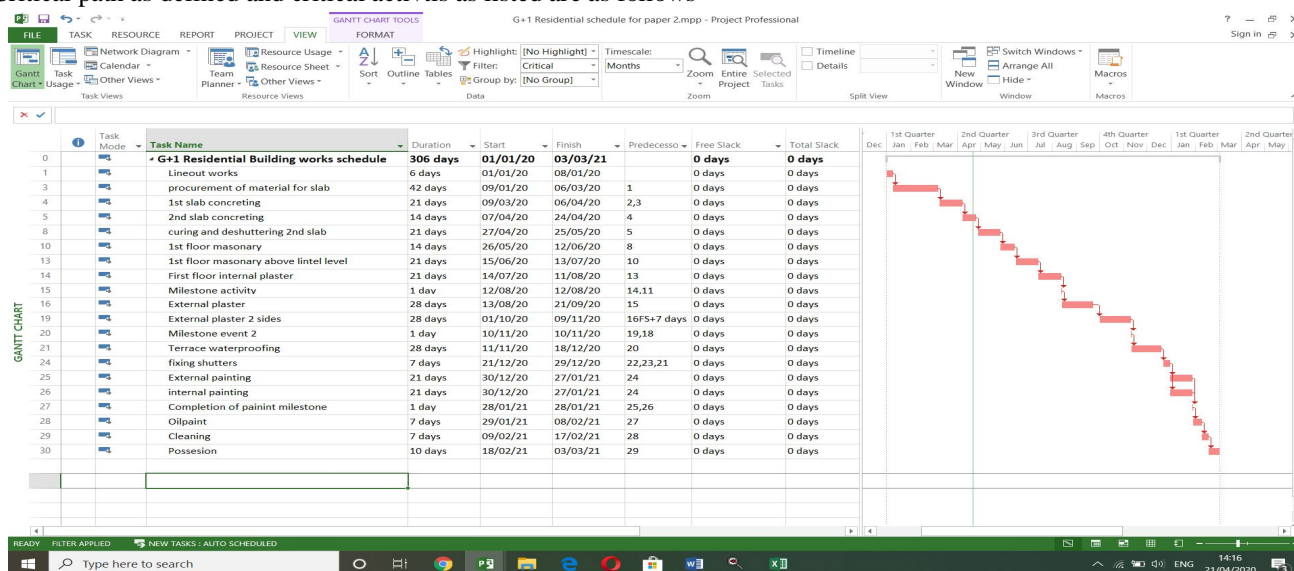 Critical path as defined and critical activits as listed are as follows
GANTT CHART TOOLS
G+1 Residential schedule for paper 2.mpp - Project Professional
FILE TASK RESOURCE REPORT PROJECT VIEW FORMAT Sign in
Network Diagram Resource Usage Highlight: [No Highlight] Timescale: Timeline Switch Windows
Calendar Resource Sheet Filter: Critical Months Details Arrange All
Gantt Chart Task Usage Other Views Team Planner Other Views Sort Outline Tables Group by: [No Group] Zoom Entire Project Selected Tasks New Window Hide Macros
Task Views Resource Views Data Zoom Split View Window Macros
Task Mode Task Name Duration Start Finish Predecesso Free Slack Total Slack
1st Quarter 2nd Quarter 3rd Quarter 4th Quarter 1st Quarter 2nd Quarter
Dec Jan Feb Mar Apr May Jun Jul Aug Sep Oct Nov Dec Jan Feb Mar Apr May
0 G+1 Residential Building works schedule 306 days 01/01/20 03/03/21 0 days 0 days
1 Lineout works 6 days 01/01/20 08/01/20 0 days 0 days
3 procurement of material for slab 42 days 09/01/20 06/03/20 1 0 days 0 days
4 1st slab concreting 21 days 09/03/20 06/04/20 2,3 0 days 0 days
5 2nd slab concreting 14 days 07/04/20 24/04/20 4 0 days 0 days
8 curing and deshuttering 2nd slab 21 days 27/04/20 25/05/20 5 0 days 0 days
10 1st floor masonary 14 days 26/05/20 12/06/20 8 0 days 0 days
13 1st floor masonary above lintel level 21 days 15/06/20 13/07/20 10 0 days 0 days
14 First floor internal plaster 21 days 14/07/20 11/08/20 13 0 days 0 days
15 Milestone activity 1 day 12/08/20 12/08/20 14,11 0 days 0 days
16 External plaster 28 days 13/08/20 21/09/20 15 0 days 0 days
19 External plaster 2 sides 28 days 01/10/20 09/11/20 16FS+7 days 0 days 0 days
20 Milestone event 2 1 day 10/11/20 10/11/20 19,18 0 days 0 days
21 Terrace waterproofing 28 days 11/11/20 18/12/20 20 0 days 0 days
24 fixing shutters 7 days 21/12/20 29/12/20 22,23,21 0 days 0 days
25 External painting 21 days 30/12/20 27/01/21 24 0 days 0 days
26 internal painting 21 days 30/12/20 27/01/21 24 0 days 0 days
27 Completion of painint milestone 1 day 28/01/21 28/01/21 25,26 0 days 0 days
28 Oilpaint 7 days 29/01/21 08/02/21 27 0 days 0 days
29 Cleaning 7 days 09/02/21 17/02/21 28 0 days 0 days
30 Possesion 10 days 18/02/21 03/03/21 29 0 days 0 days
GANTT CHART
READY FILTER APPLIED NEW TASKS : AUTO SCHEDULED
Type here to search ENG 14:16
21/04/2020